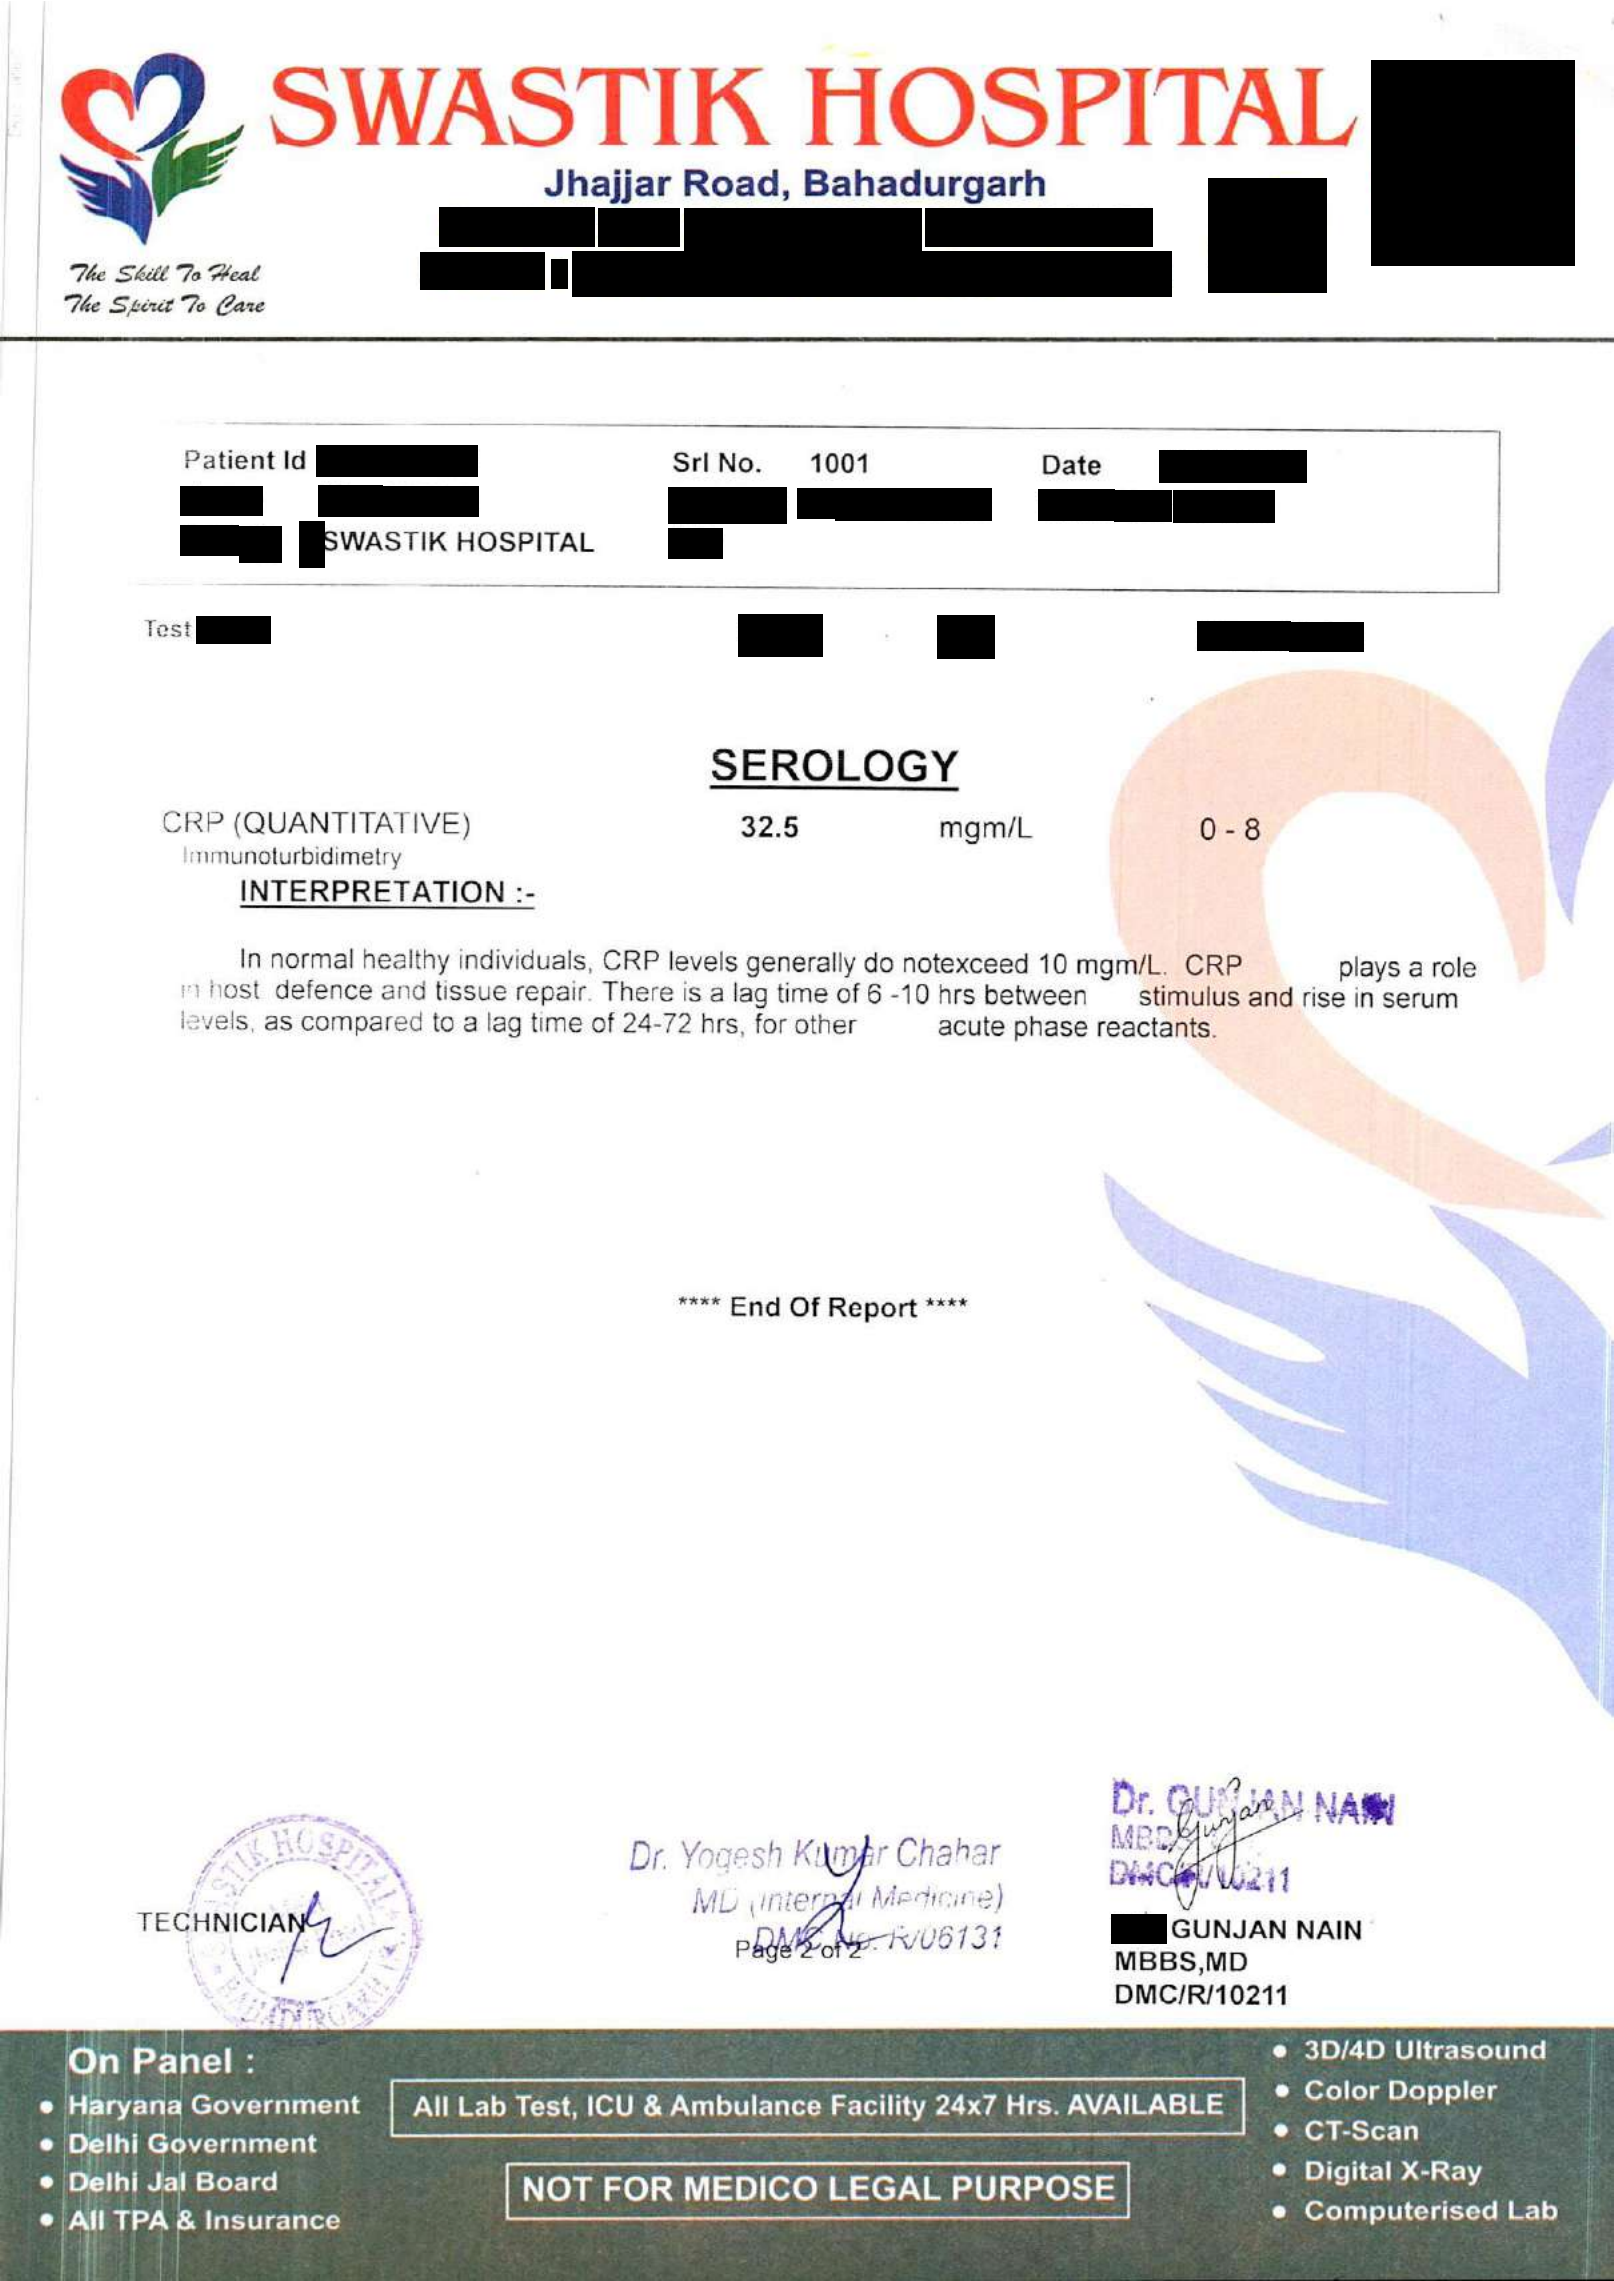 SWASTIK HOSPITAL
Jhajjar Road, Bahadurgarh
The Skill To Heal
The Spirit To Care
Patient Id Srl No. 1001 Date
SWASTIK HOSPITAL
Test
SEROLOGY
CRP (QUANTITATIVE) 32.5 mgm/L 0 - 8
Immunoturbidimetry
INTERPRETATION :-
In normal healthy individuals, CRP levels generally do notexceed 10 mgm/L. CRP plays a role
in host defence and tissue repair. There is a lag time of 6 -10 hrs between stimulus and rise in serum
levels, as compared to a lag time of 24-72 hrs, for other acute phase reactants.
**** End Of Report ****
SWASTIK HOSPITAL
BAHADURGARH
TECHNICIAN
Dr. Yogesh Kumar Chahar
MD (Internal Medicine)
DMC No. R/06131
Page 2 of 2
Dr. GUNJAN NAIN
Gunjan
DMC/R/10211
GUNJAN NAIN
MBBS,MD
DMC/R/10211
On Panel :
• Haryana Government
• Delhi Government
• Delhi Jal Board
• All TPA & Insurance
All Lab Test, ICU & Ambulance Facility 24x7 Hrs. AVAILABLE
NOT FOR MEDICO LEGAL PURPOSE
• 3D/4D Ultrasound
• Color Doppler
• CT-Scan
• Digital X-Ray
• Computerised Lab